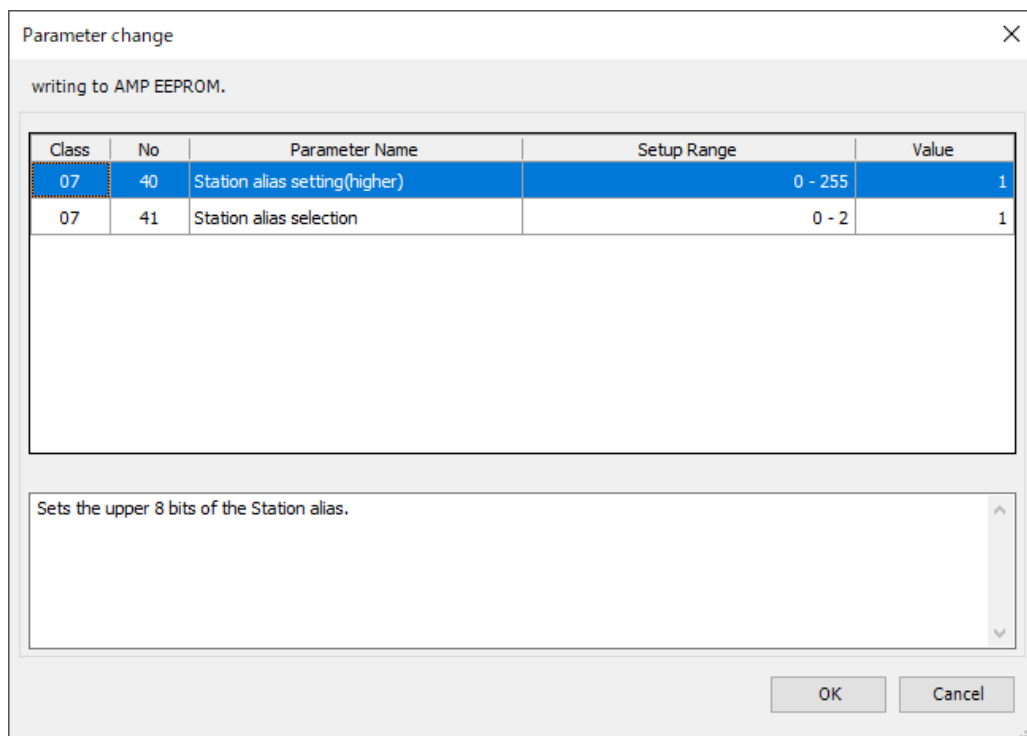 Parameter change
writing to AMP EEPROM.
Class No Parameter Name Setup Range Value
07 40 Station alias setting(higher) 0 - 255 1
07 41 Station alias selection 0 - 2 1
Sets the upper 8 bits of the Station alias.
OK Cancel